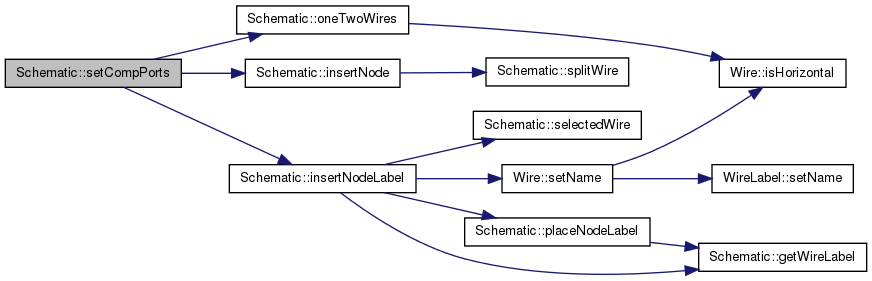 Schematic::oneTwoWires
Schematic::setCompPorts
Schematic::insertNode
Schematic::splitWire
Wire::isHorizontal
Schematic::selectedWire
Schematic::insertNodeLabel
Wire::setName
WireLabel::setName
Schematic::placeNodeLabel
Schematic::getWireLabel